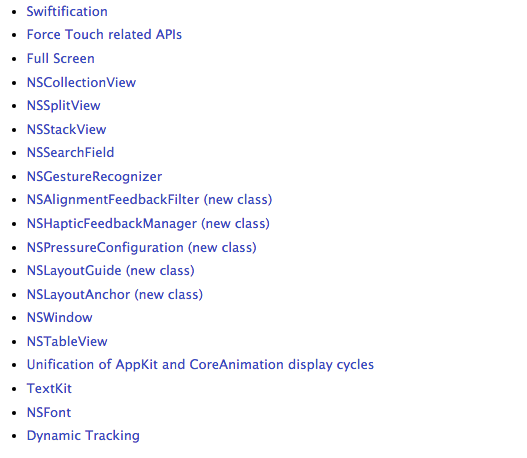 Swiftification
Force Touch related APIs
Full Screen
NSCollectionView
NSSplitView
NSStackView
NSSearchField
NSGestureRecognizer
NSAlignmentFeedbackFilter (new class)
NSHapticFeedbackManager (new class)
NSPressureConfiguration (new class)
NSLayoutGuide (new class)
NSLayoutAnchor (new class)
NSWindow
NSTableView
Unification of AppKit and CoreAnimation display cycles
TextKit
NSFont
Dynamic Tracking